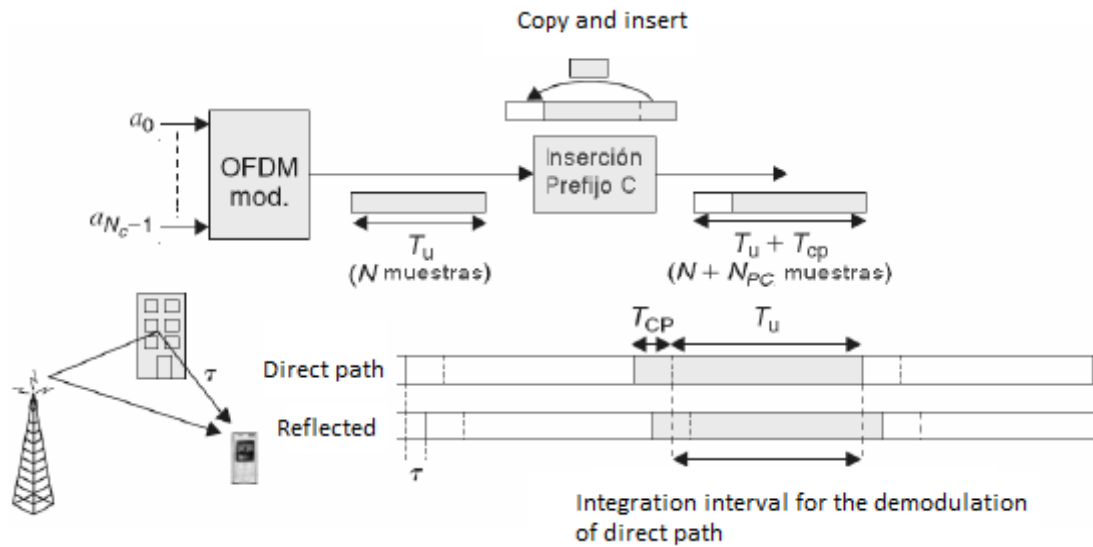 Copy and insert
a0
OFDM
mod.
aNc−1
Inserción
Prefijo C
Tu
(N muestras)
Tu + Tcp
(N + NPC muestras)
TCP
Tu
τ
Direct path
Reflected
τ
Integration interval for the demodulation
of direct path